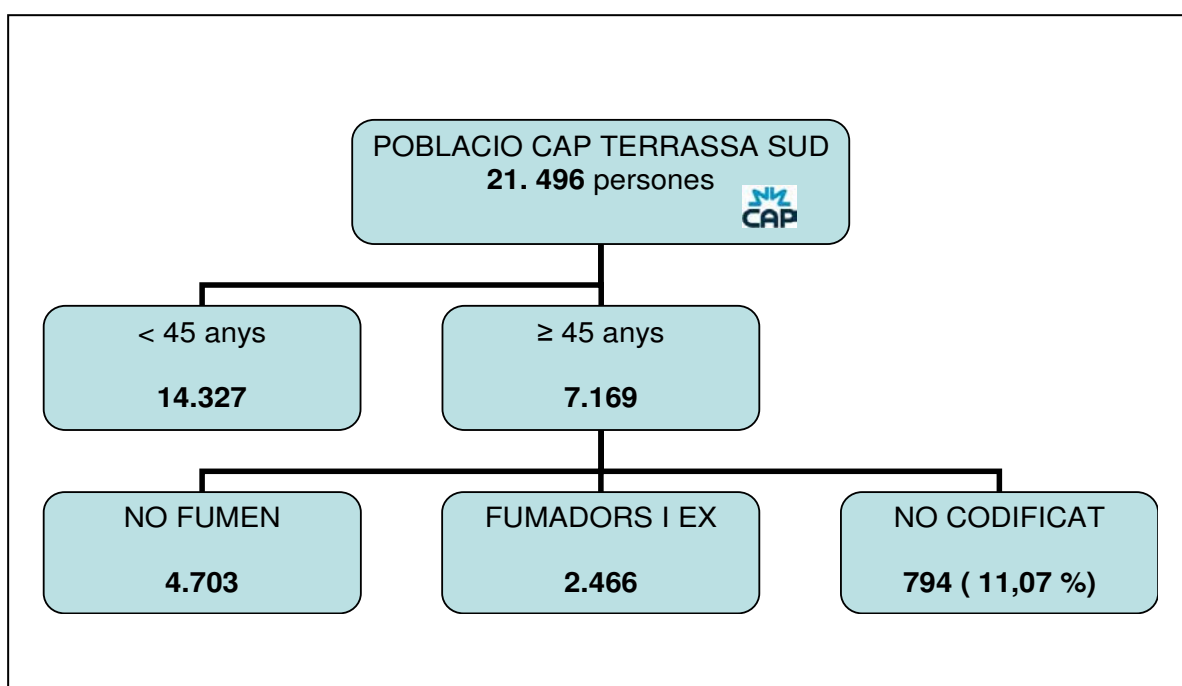 POBLACIO CAP TERRASSA SUD
21. 496 persones
CAP
< 45 anys
14.327
≥ 45 anys
7.169
NO FUMEN
4.703
FUMADORS I EX
2.466
NO CODIFICAT
794 ( 11,07 %)